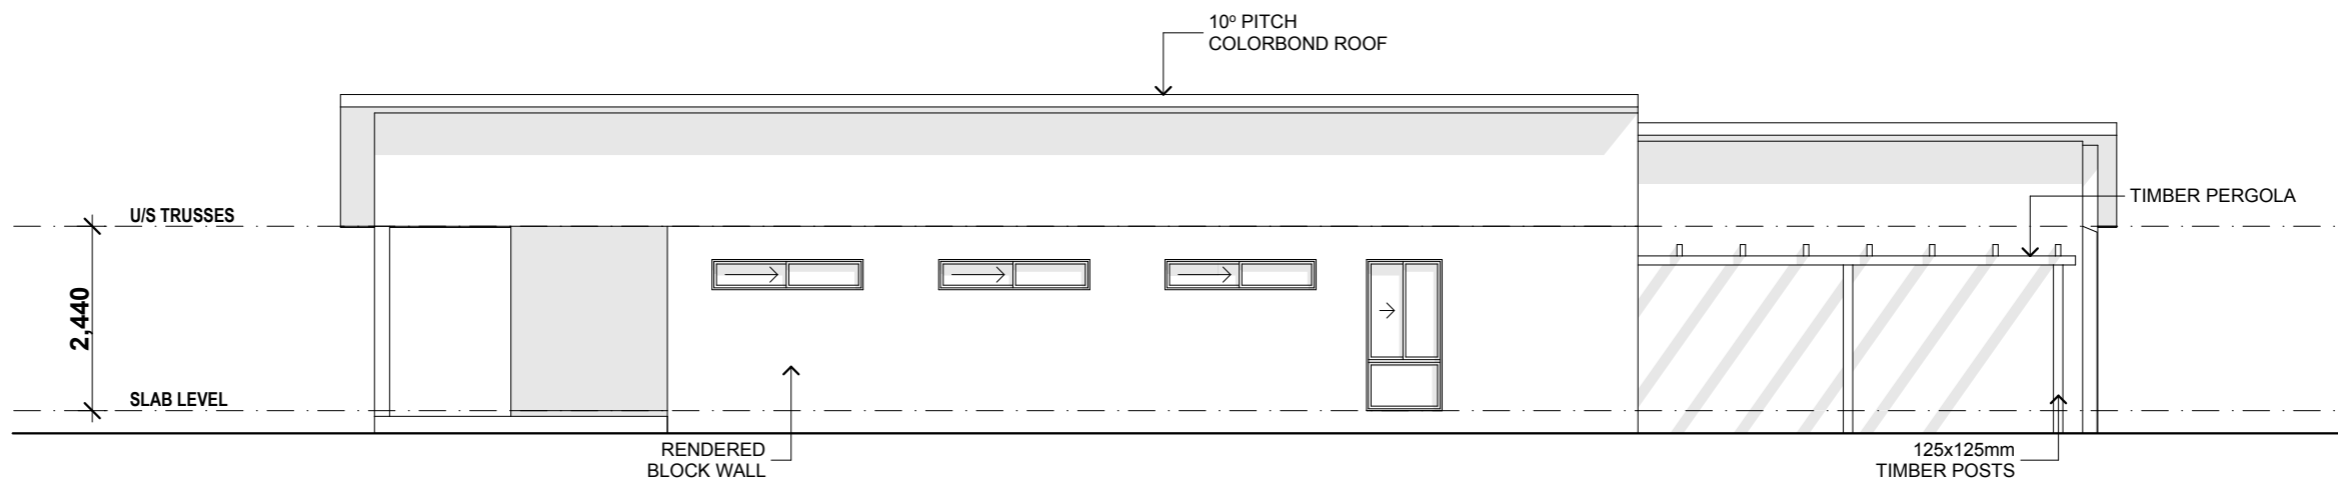 10º PITCH
COLORBOND ROOF
TIMBER PERGOLA
U/S TRUSSES
2,440
SLAB LEVEL
RENDERED
BLOCK WALL
125x125mm
TIMBER POSTS